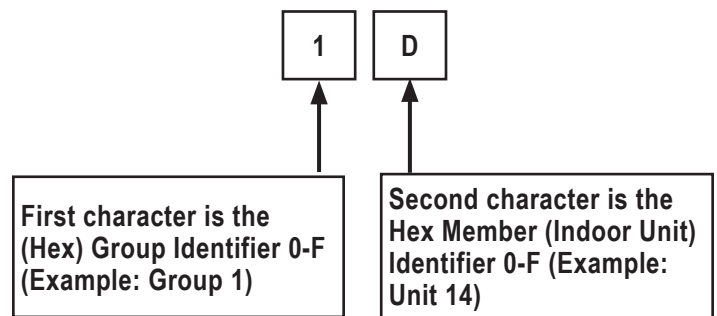 1 D
First character is the
(Hex) Group Identifier 0-F
(Example: Group 1)
Second character is the
Hex Member (Indoor Unit)
Identifier 0-F (Example:
Unit 14)